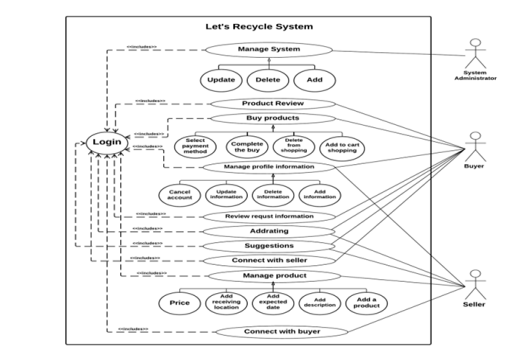 Let's Recycle System
<<includes>>
Manage System
System
Administrator
Update
Delete
Add
<<includes>>
Product Review
Buy products
<<includes>>
Login
Select
payment
method
Complete
the buy
Delete
from
shopping
Add to cart
shopping
Buyer
<<includes>>
Manage profile information
Cancel
account
Update
information
Delete
information
Add
information
<<includes>>
Review requst information
<<includes>>
Addrating
<<includes>>
Suggestions
<<includes>>
Connect with seller
<<includes>>
Manage product
Price
Add
receiving
location
Add
expected
date
Add
description
Add a
product
Seller
<<includes>>
Connect with buyer